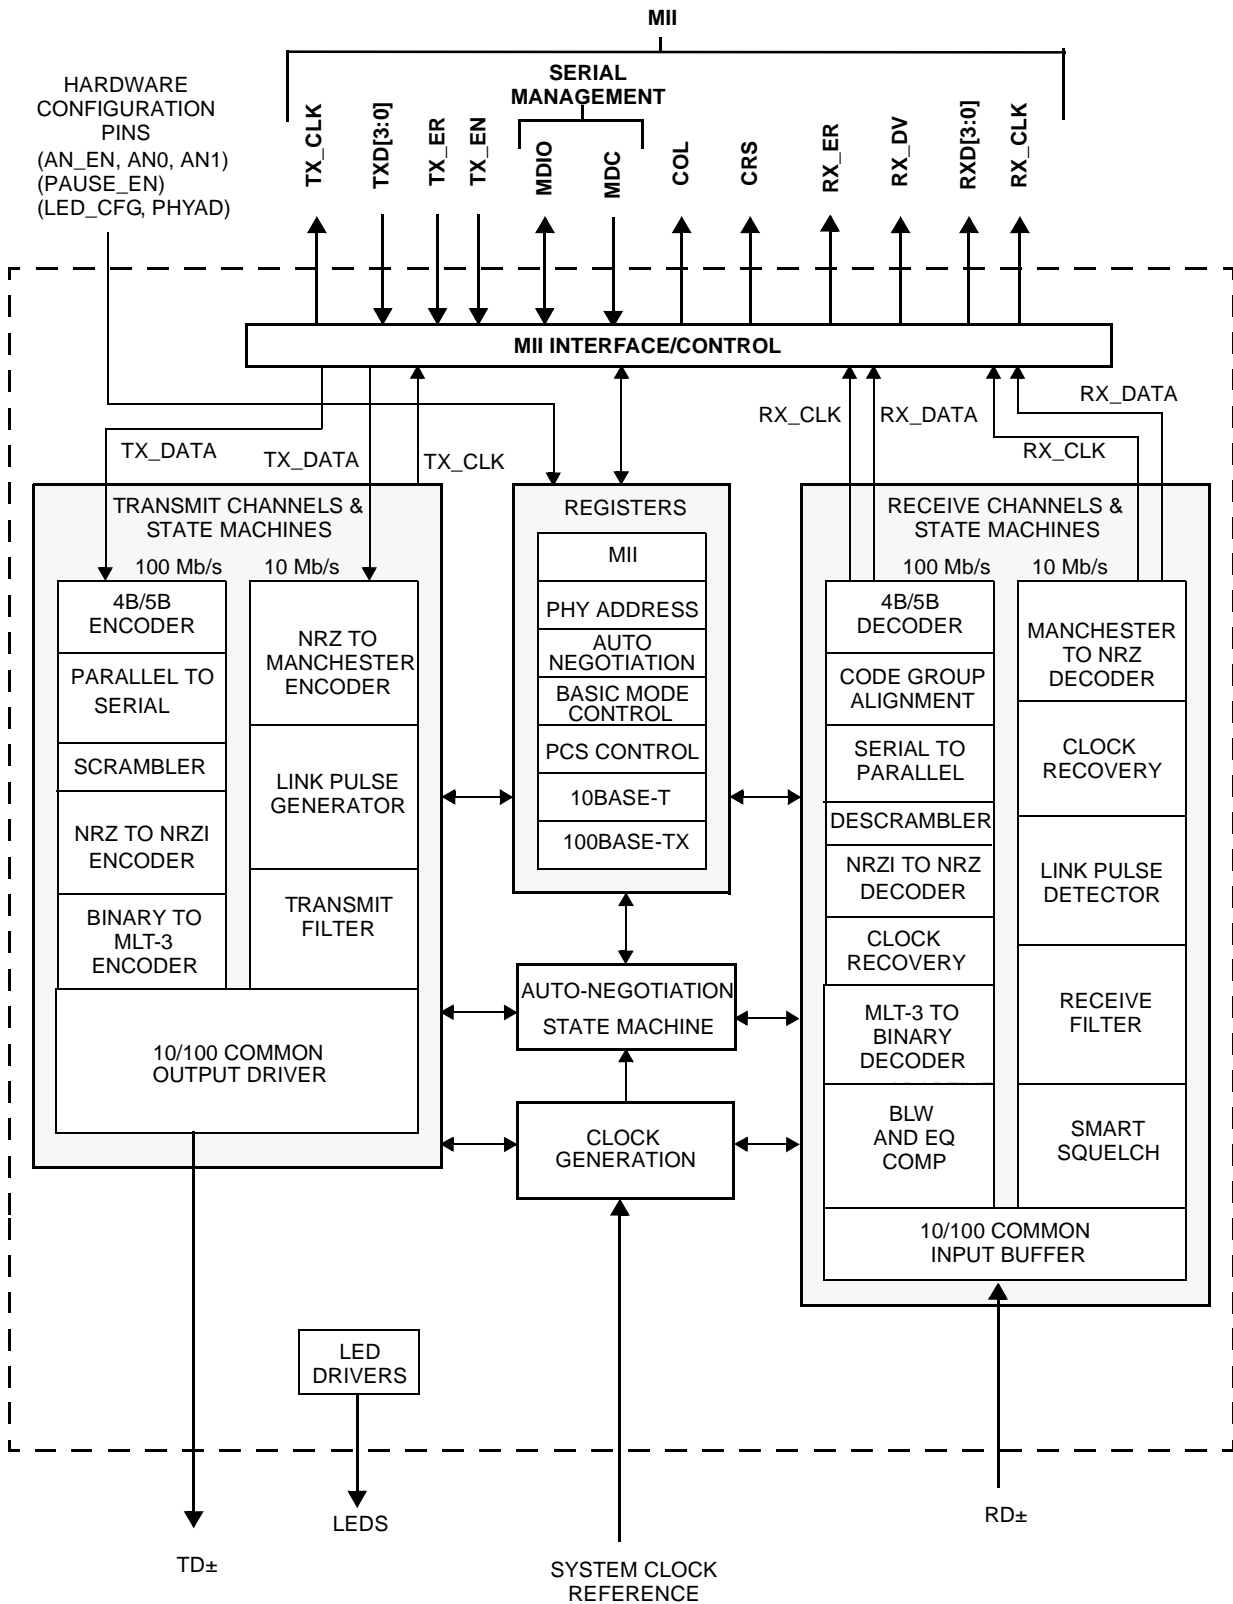 MII
SERIAL
MANAGEMENT
HARDWARE
CONFIGURATION
PINS
(AN_EN, AN0, AN1)
(PAUSE_EN)
(LED_CFG, PHYAD)
TX_CLK
TXD[3:0]
TX_ER
TX_EN
MDIO
MDC
COL
CRS
RX_ER
RX_DV
RXD[3:0]
RX_CLK
MII INTERFACE/CONTROL
TX_DATA
TX_DATA
TX_CLK
RX_CLK
RX_DATA
RX_CLK
RX_DATA
TRANSMIT CHANNELS &
STATE MACHINES
100 Mb/s
10 Mb/s
4B/5B
ENCODER
PARALLEL TO
SERIAL
SCRAMBLER
NRZ TO NRZI
ENCODER
BINARY TO
MLT-3
ENCODER
NRZ TO
MANCHESTER
ENCODER
LINK PULSE
GENERATOR
TRANSMIT
FILTER
10/100 COMMON
OUTPUT DRIVER
REGISTERS
MII
PHY ADDRESS
AUTO
NEGOTIATION
BASIC MODE
CONTROL
PCS CONTROL
10BASE-T
100BASE-TX
AUTO-NEGOTIATION
STATE MACHINE
CLOCK
GENERATION
RECEIVE CHANNELS &
STATE MACHINES
100 Mb/s
10 Mb/s
4B/5B
DECODER
CODE GROUP
ALIGNMENT
SERIAL TO
PARALLEL
DESCRAMBLER
NRZI TO NRZ
DECODER
CLOCK
RECOVERY
MLT-3 TO
BINARY
DECODER
BLW
AND EQ
COMP
MANCHESTER
TO NRZ
DECODER
CLOCK
RECOVERY
LINK PULSE
DETECTOR
RECEIVE
FILTER
SMART
SQUELCH
10/100 COMMON
INPUT BUFFER
LED
DRIVERS
LEDS
TD±
SYSTEM CLOCK
REFERENCE
RD±